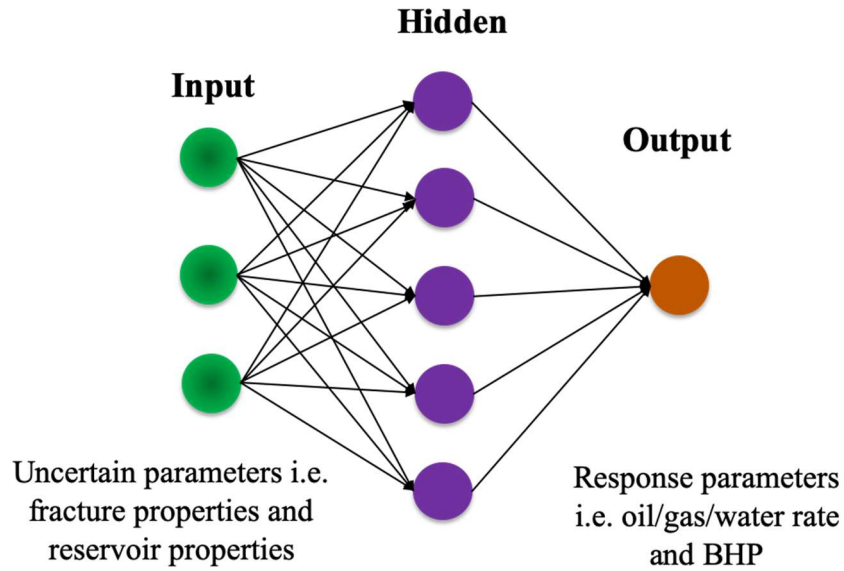 Hidden
Input
Output
Uncertain parameters i.e.
fracture properties and
reservoir properties
Response parameters
i.e. oil/gas/water rate
and BHP